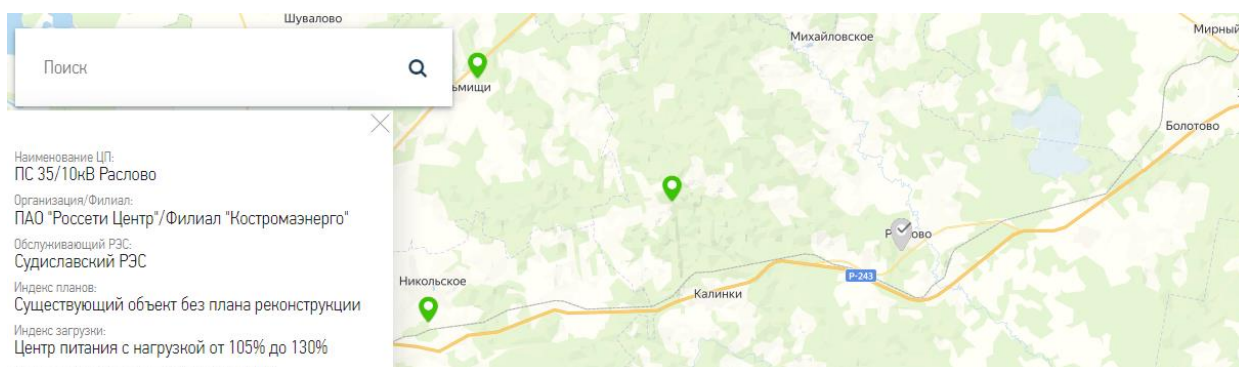 Шувалово
Михайловское
Мирный
Поиск
ьмищи
Болотово
Наименование ЦП:
ПС 35/10кВ Раслово
Организация/Филиал:
ПАО "Россети Центр"/Филиал "Костромаэнерго"
Обслуживающий РЭС:
Судиславский РЭС
Индекс планов:
Существующий объект без плана реконструкции
Индекс загрузки:
Центр питания с нагрузкой от 105% до 130%
Р ово
Никольское
Р-243
Калинки